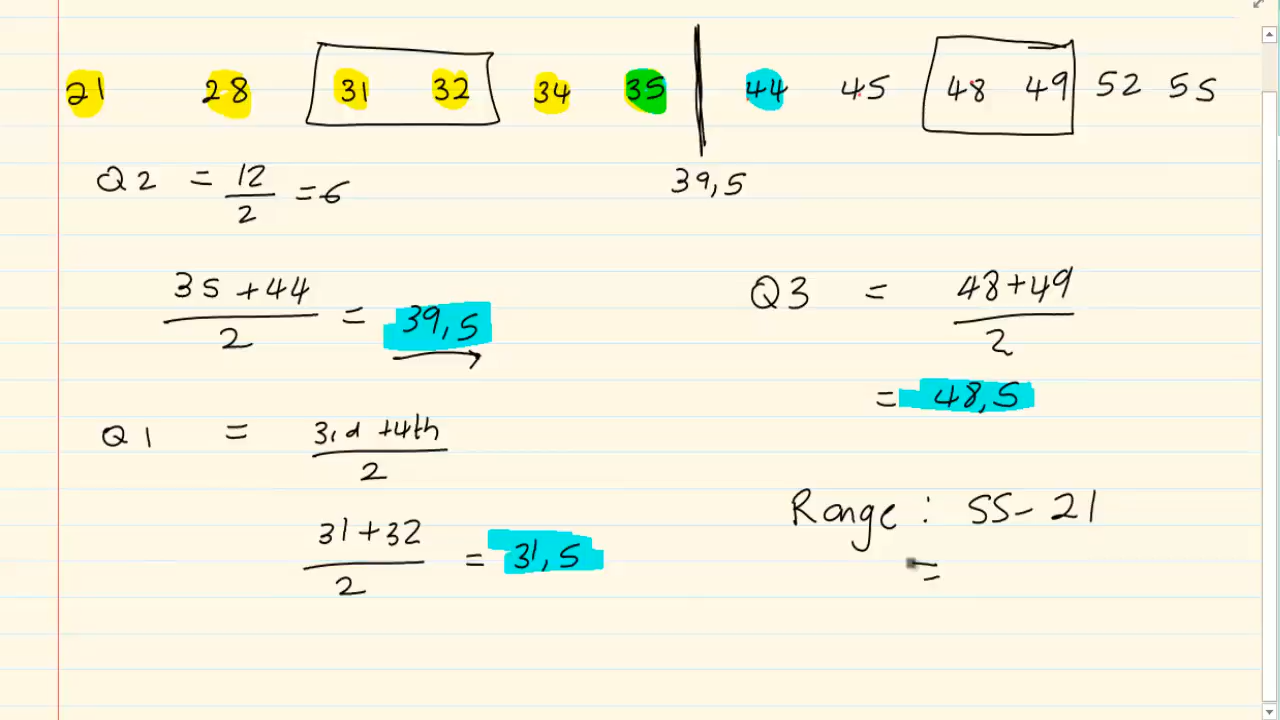 21 28 31 32 34 35 44 45 48 49 52 55
39,5
Q2 = 12/2 = 6
35 + 44 / 2 = 39,5
Q3 = 48 + 49 / 2
= 48,5
Q1 = 3rd + 4th / 2
31 + 32 / 2 = 31,5
Range : 55 - 21
=